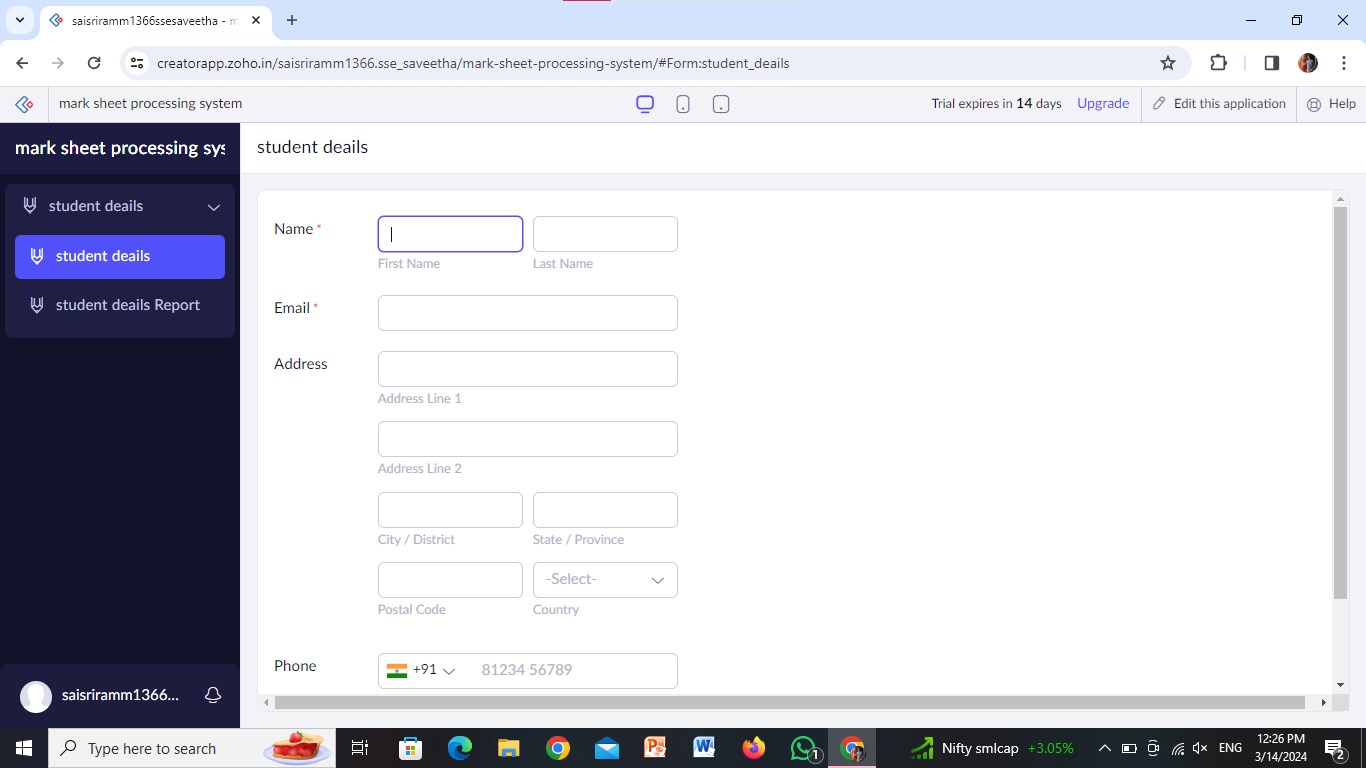 saisriramm1366ssesaveetha - m
creatorapp.zoho.in/saisriramm1366.sse_saveetha/mark-sheet-processing-system/#Form:student_deails
mark sheet processing system
Trial expires in 14 days
Upgrade
Edit this application
Help
mark sheet processing sys
student deails
student deails
student deails
student deails Report
Name *
First Name
Last Name
Email *
Address
Address Line 1
Address Line 2
City / District
State / Province
-Select-
Postal Code
Country
Phone
+91
81234 56789
saisriramm1366...
Type here to search
1
Nifty smlcap +3.05%
ENG
12:26 PM
3/14/2024
2